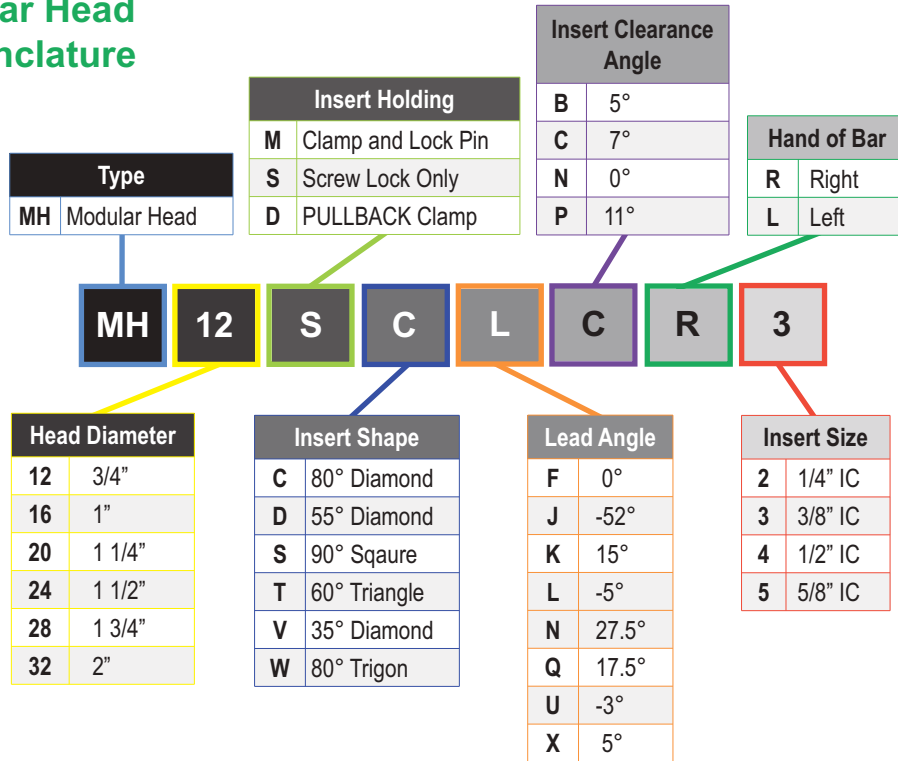 ar Head
nclature
Insert Clearance
Angle
B 5°
C 7°
N 0°
P 11°
Insert Holding
M Clamp and Lock Pin
S Screw Lock Only
D PULLBACK Clamp
Hand of Bar
R Right
L Left
Type
MH Modular Head
MH 12 S C L C R 3
Head Diameter
12 3/4”
16 1”
20 1 1/4”
24 1 1/2”
28 1 3/4”
32 2”
Insert Shape
C 80° Diamond
D 55° Diamond
S 90° Sqaure
T 60° Triangle
V 35° Diamond
W 80° Trigon
Lead Angle
F 0°
J -52°
K 15°
L -5°
N 27.5°
Q 17.5°
U -3°
X 5°
Insert Size
2 1/4” IC
3 3/8” IC
4 1/2” IC
5 5/8” IC